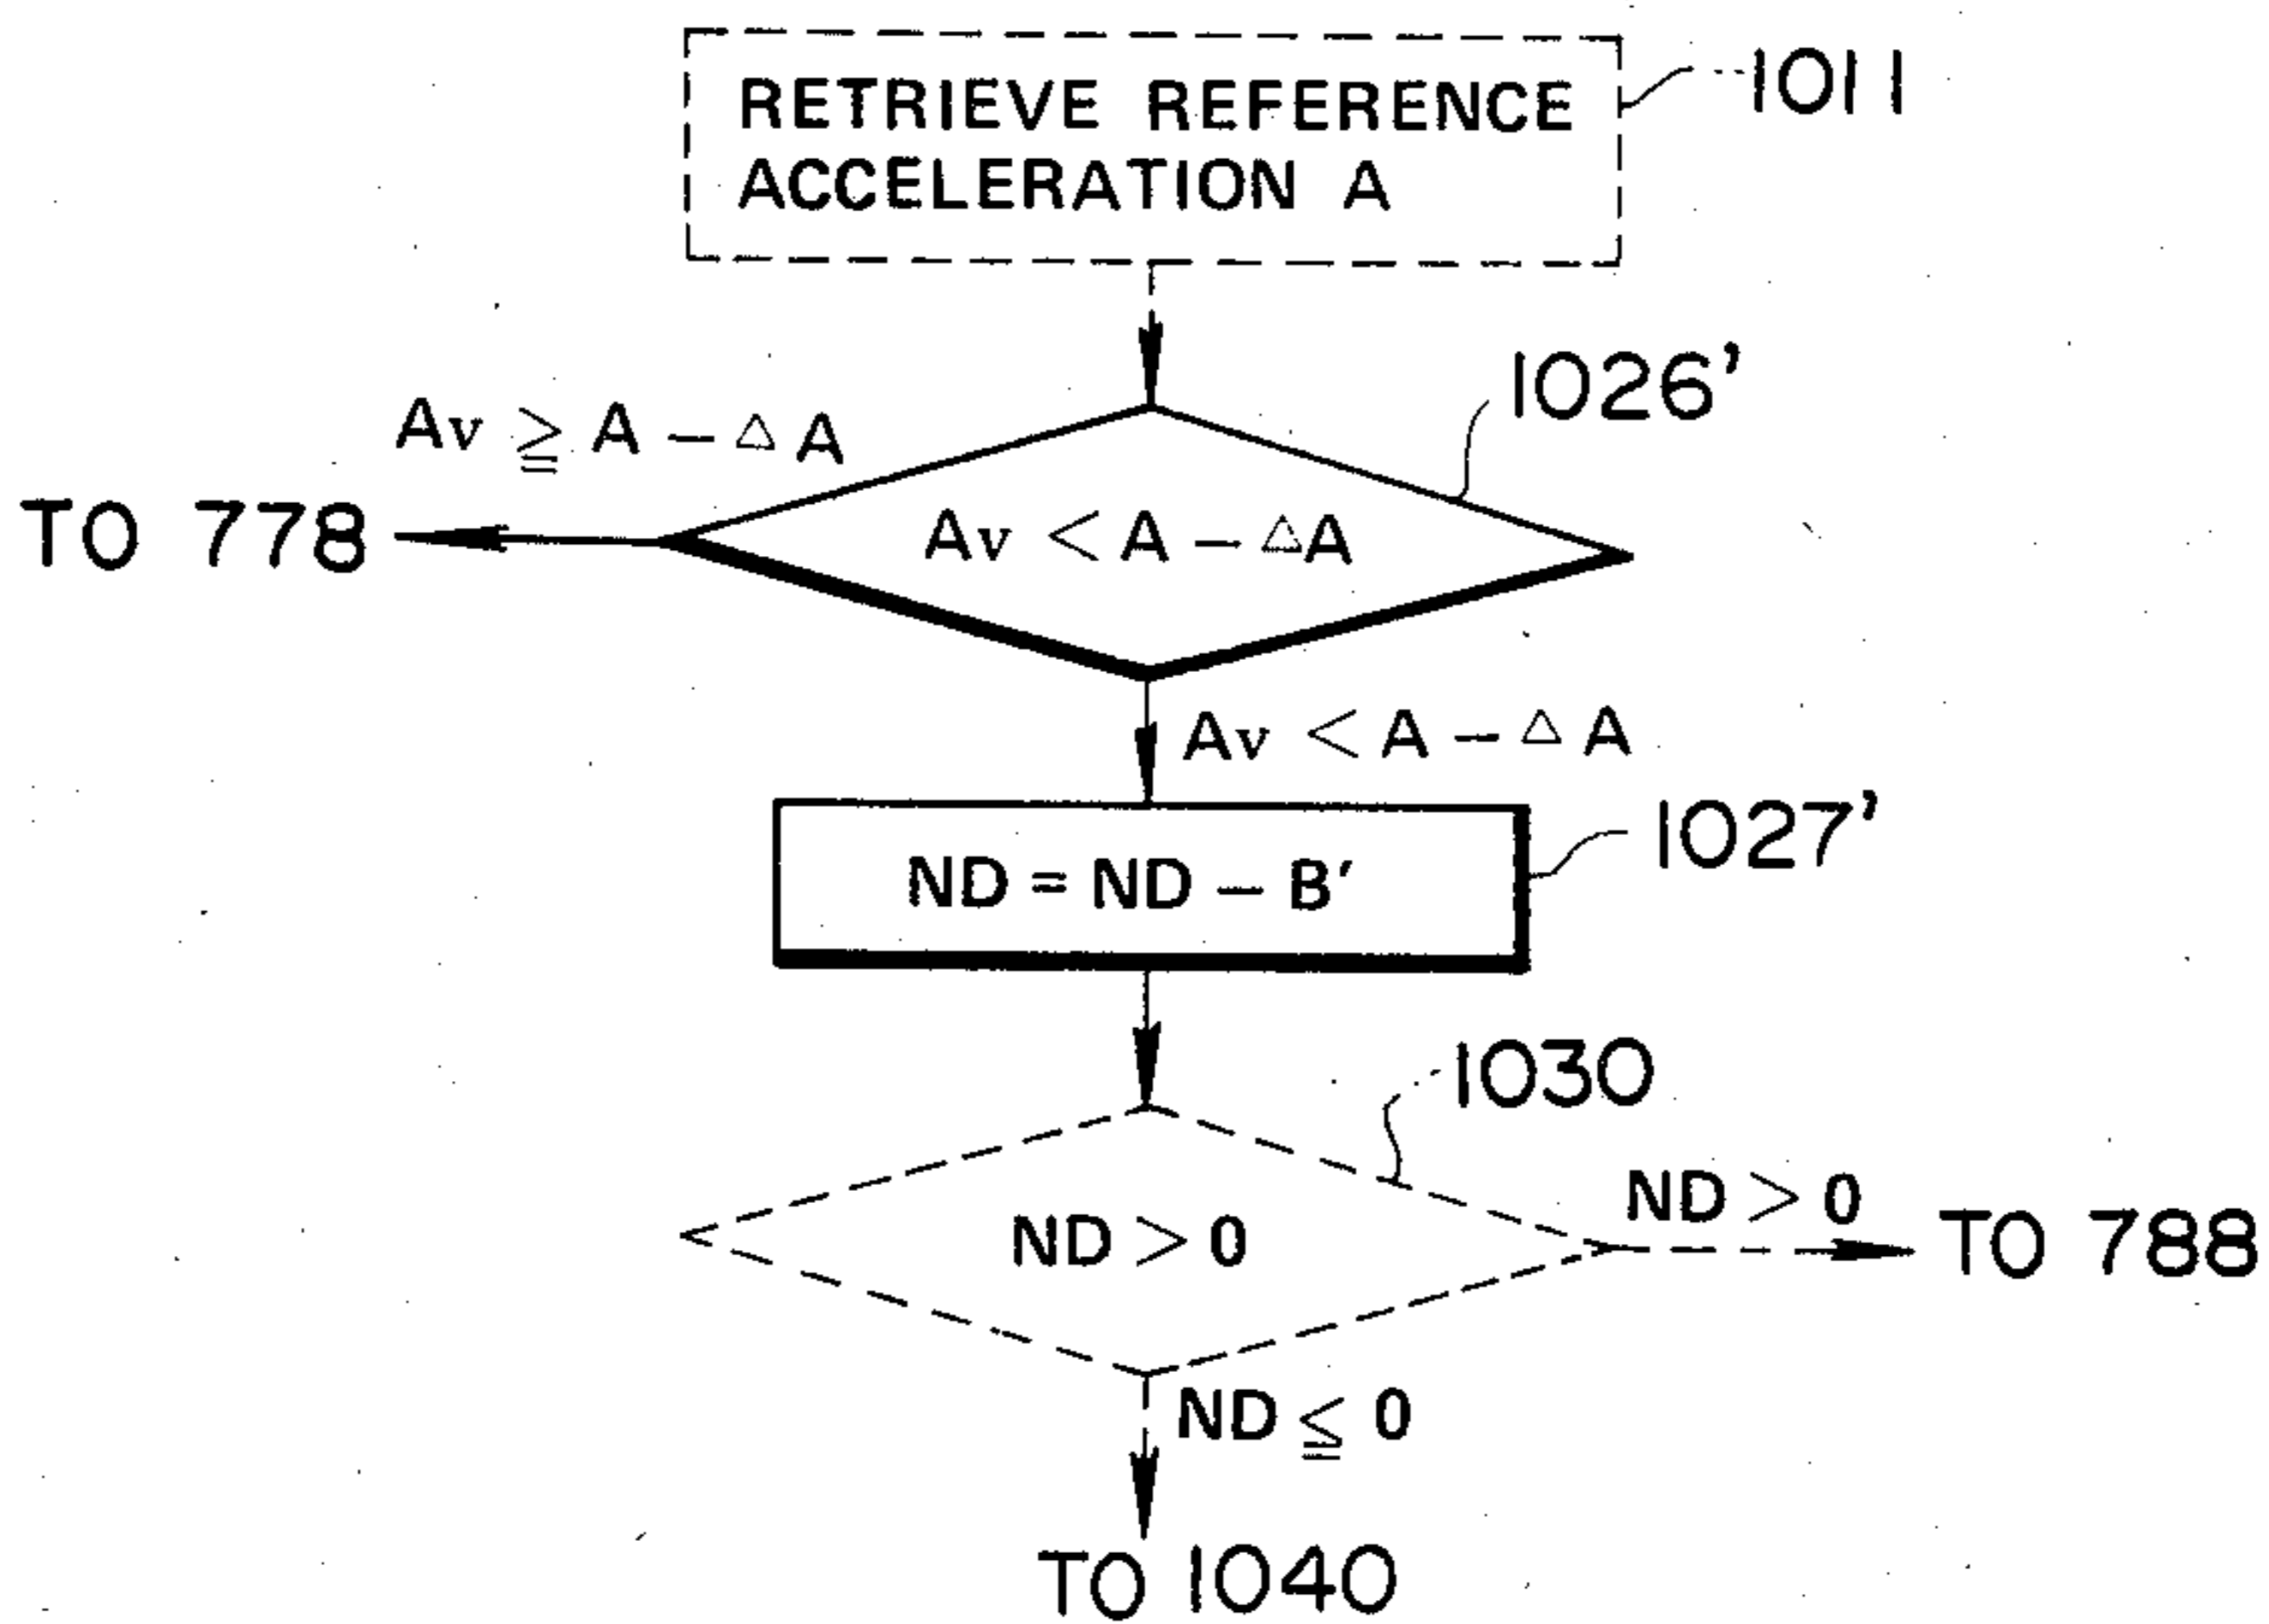 RETRIEVE REFERENCE
ACCELERATION A
1011
1026'
Av ≧ A - △A
TO 778
Av < A - △A
Av < A - △A
1027'
ND = ND - B'
1030
ND > 0
ND > 0
TO 788
ND ≦ 0
TO 1040